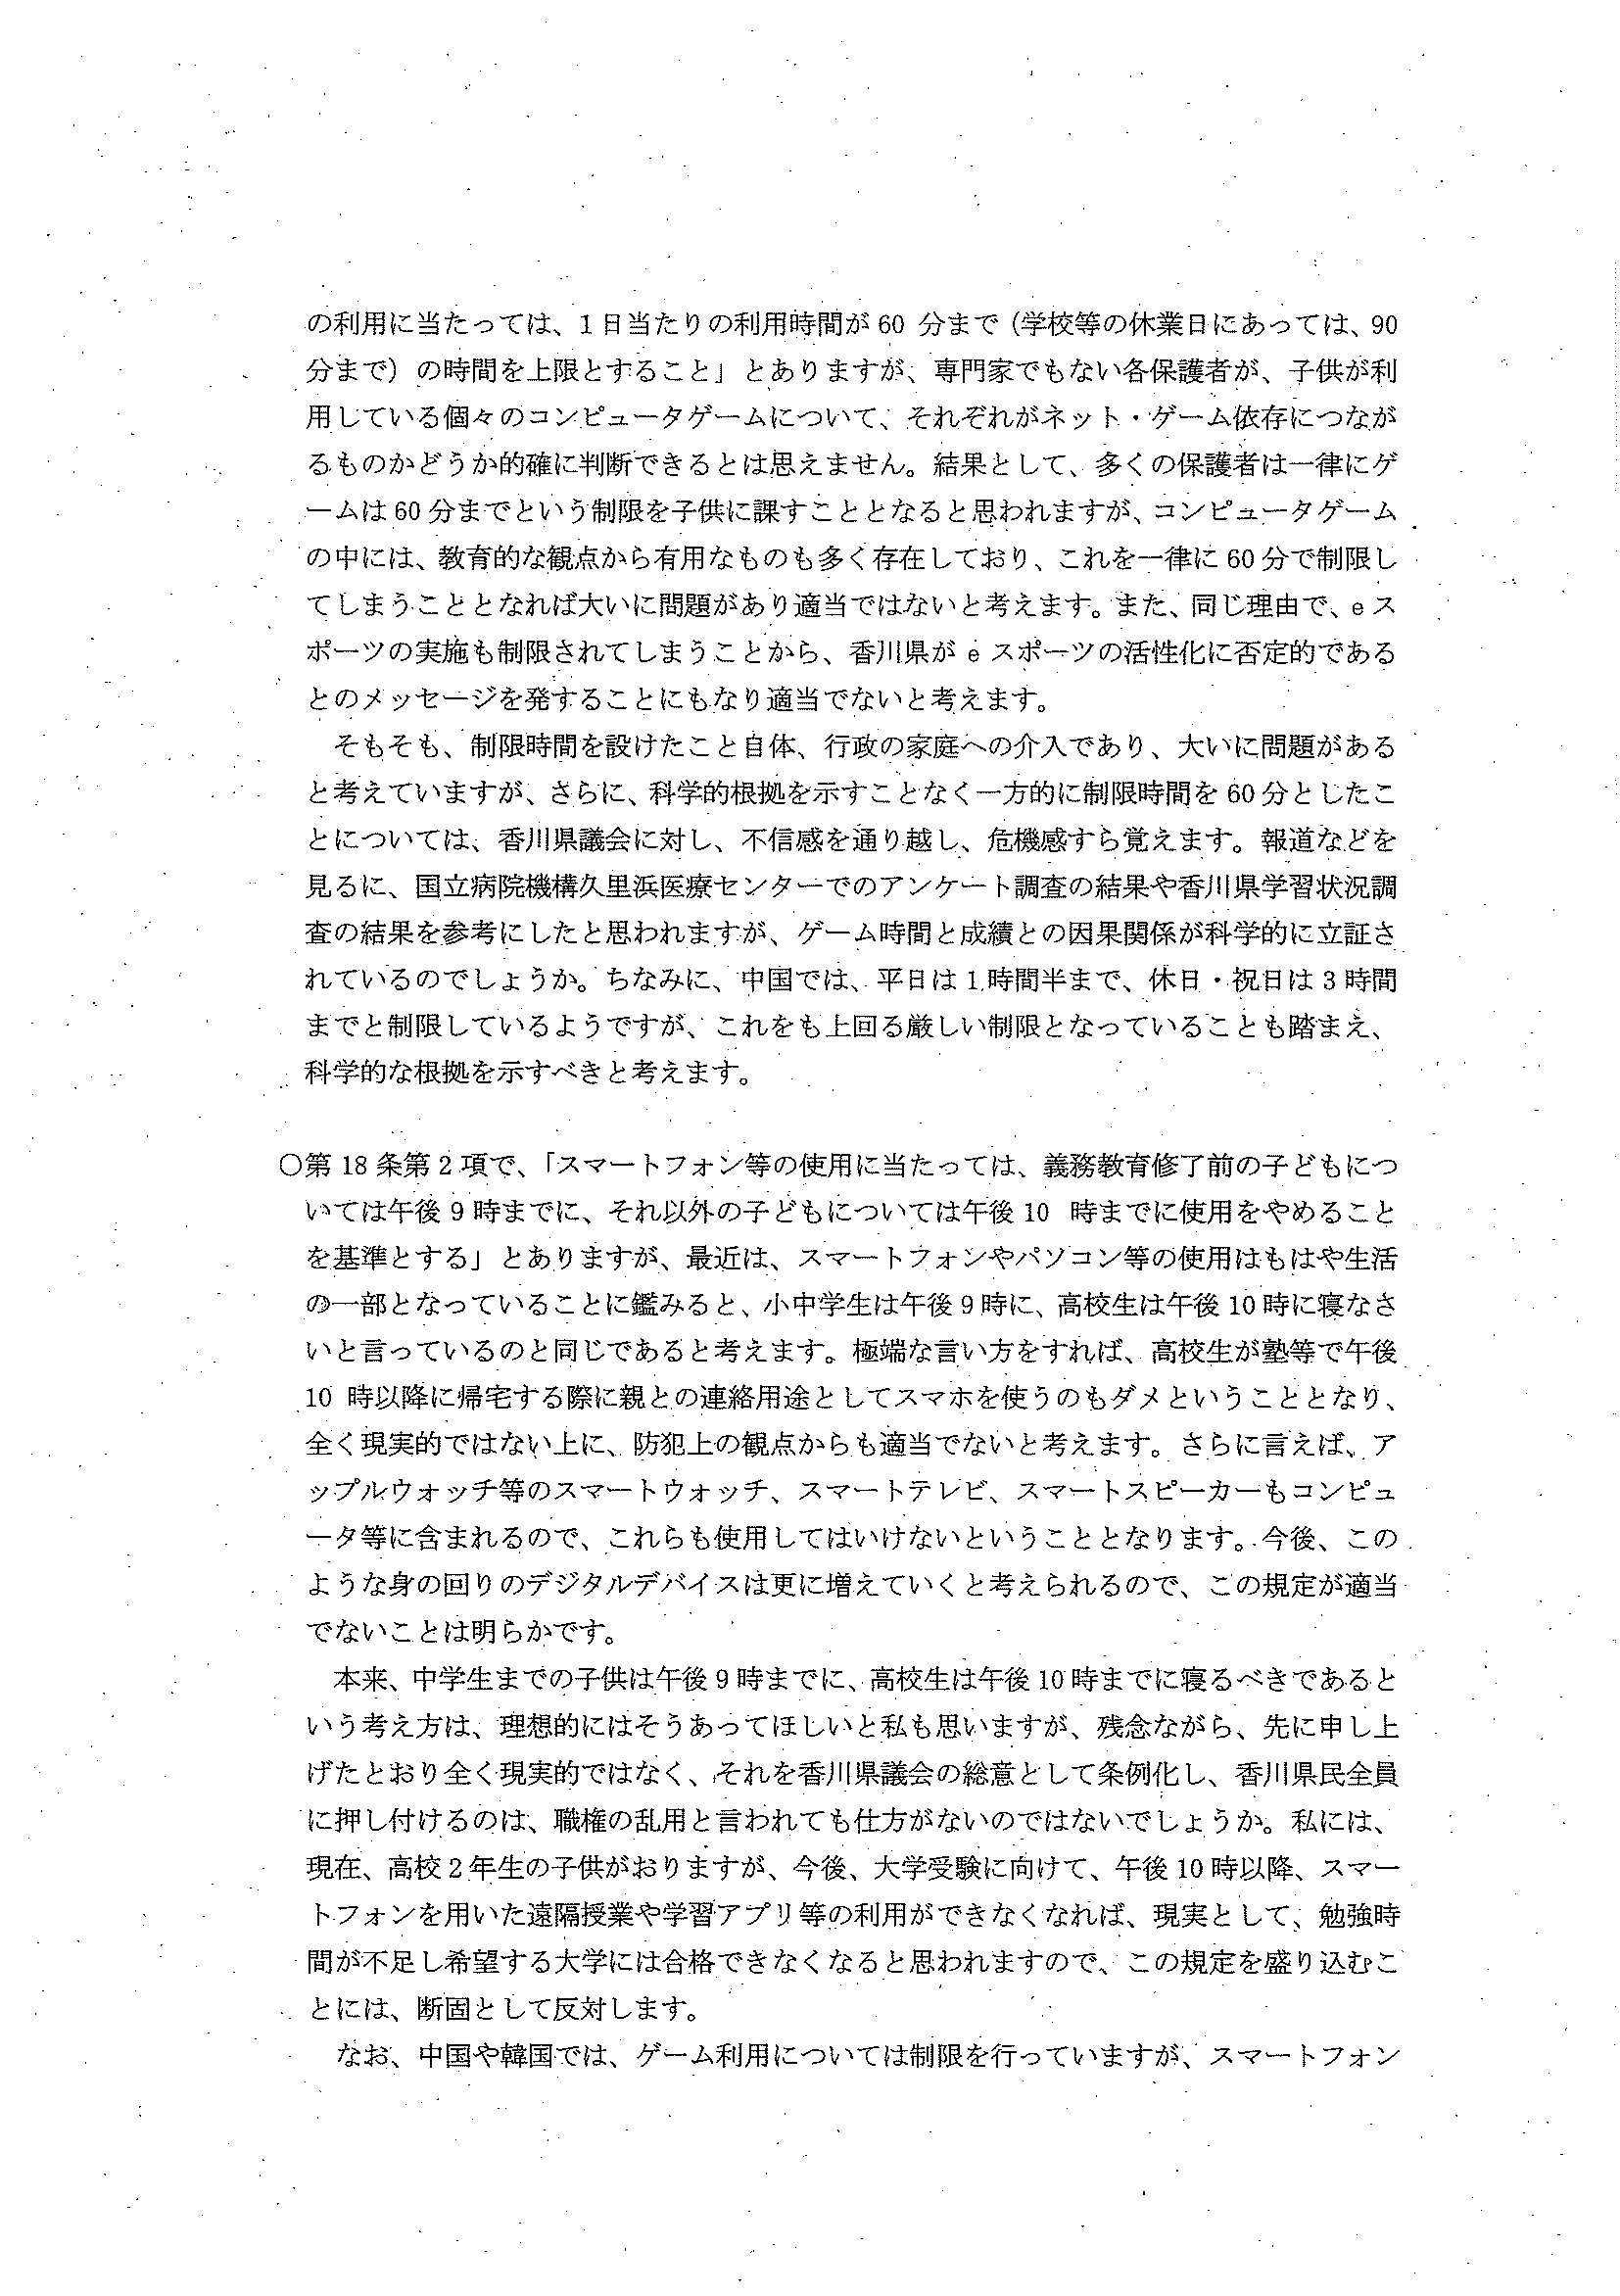 の利用に当たっては、1日当たりの利用時間が60 分まで（学校等の休業日にあっては、90
分まで）の時間を上限とすること」とありますが、専門家でもない各保護者が、子供が利
用している個々のコンピュータゲームについて、それぞれがネット・ゲーム依存につなが
るものかどうか的確に判断できるとは思えません。結果として、多くの保護者は一律にゲ
ームは60分までという制限を子供に課すこととなると思われますが、コンピュータゲーム
の中には、教育的な観点から有用なものも多く存在しており、これを一律に60分で制限し
てしまうこととなれば大いに問題があり適当ではないと考えます。また、同じ理由で、eス
ポーツの実施も制限されてしまうことから、香川県がeスポーツの活性化に否定的である
とのメッセージを発することにもなり適当でないと考えます。
そもそも、制限時間を設けたこと自体、行政の家庭への介入であり、大いに問題がある
と考えていますが、さらに、科学的根拠を示すことなく一方的に制限時間を60分としたこ
とについては、香川県議会に対し、不信感を通り越し、危機感すら覚えます。報道などを
見るに、国立病院機構久里浜医療センターでのアンケート調査の結果や香川県学習状況調
査の結果を参考にしたと思われますが、ゲーム時間と成績との因果関係が科学的に立証さ
れているのでしょうか。ちなみに、中国では、平日は1時間半まで、休日・祝日は3時間
までと制限しているようですが、これをも上回る厳しい制限となっていることも踏まえ、
科学的な根拠を示すべきと考えます。
〇第18条第2項で、「スマートフォン等の使用に当たっては、義務教育修了前の子どもにつ
いては午後9時までに、それ以外の子どもについては午後10 時までに使用をやめること
を基準とする」とありますが、最近は、スマートフォンやパソコン等の使用はもはや生活
の一部となっていることに鑑みると、小中学生は午後9時に、高校生は午後10時に寝なさ
いと言っているのと同じであると考えます。極端な言い方をすれば、高校生が塾等で午後
10 時以降に帰宅する際に親との連絡用途としてスマホを使うのもダメということとなり、
全く現実的ではない上に、防犯上の観点からも適当でないと考えます。さらに言えば、ア
ップルウォッチ等のスマートウォッチ、スマートテレビ、スマートスピーカーもコンピュ
ータ等に含まれるので、これらも使用してはいけないということとなります。今後、この
ような身の回りのデジタルデバイスは更に増えていくと考えられるので、この規定が適当
でないことは明らかです。
本来、中学生までの子供は午後9時までに、高校生は午後10時までに寝るべきであると
いう考え方は、理想的にはそうあってほしいと私も思いますが、残念ながら、先に申し上
げたとおり全く現実的ではなく、それを香川県議会の総意として条例化し、香川県民全員
に押し付けるのは、職権の乱用と言われても仕方がないのではないでしょうか。私には、
現在、高校2年生の子供がおりますが、今後、大学受験に向けて、午後10時以降、スマー
トフォンを用いた遠隔授業や学習アプリ等の利用ができなくなれば、現実として、勉強時
間が不足し希望する大学には合格できなくなると思われますので、この規定を盛り込むこ
とには、断固として反対します。
なお、中国や韓国では、ゲーム利用については制限を行っていますが、スマートフォン